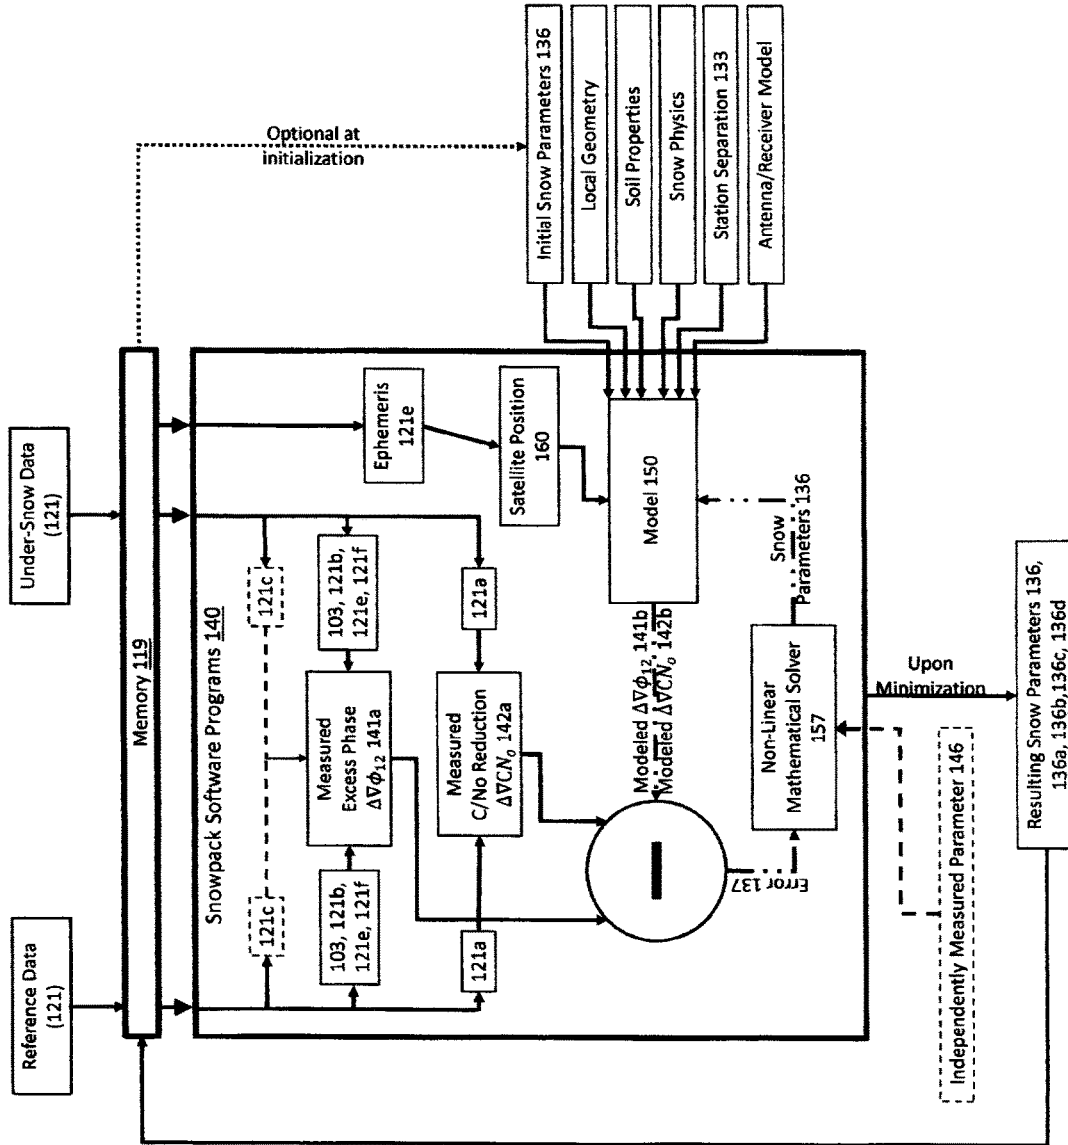 Reference Data
(121)
Under-Snow Data
(121)
Memory 119
Optional at
initialization
Snowpack Software Programs 140
121c
121c
103, 121b,
121e, 121f
Measured
Excess Phase
Δ∇ϕ₁₂ 141a
103, 121b,
121e, 121f
Ephemeris
121e
121a
Measured
C/No Reduction
Δ∇CNₒ 142a
121a
Satellite Position
160
Initial Snow Parameters 136
Local Geometry
Soil Properties
Snow Physics
Station Separation 133
Antenna/Receiver Model
Modeled Δ∇ϕ₁₂ 141b
Modeled Δ∇CNₒ 142b
Model 150
Error 137
Non-Linear
Mathematical Solver
157
Snow
Parameters 136
Upon
Minimization
Independently Measured Parameter 146
Resulting Snow Parameters 136,
136a, 136b,136c, 136d